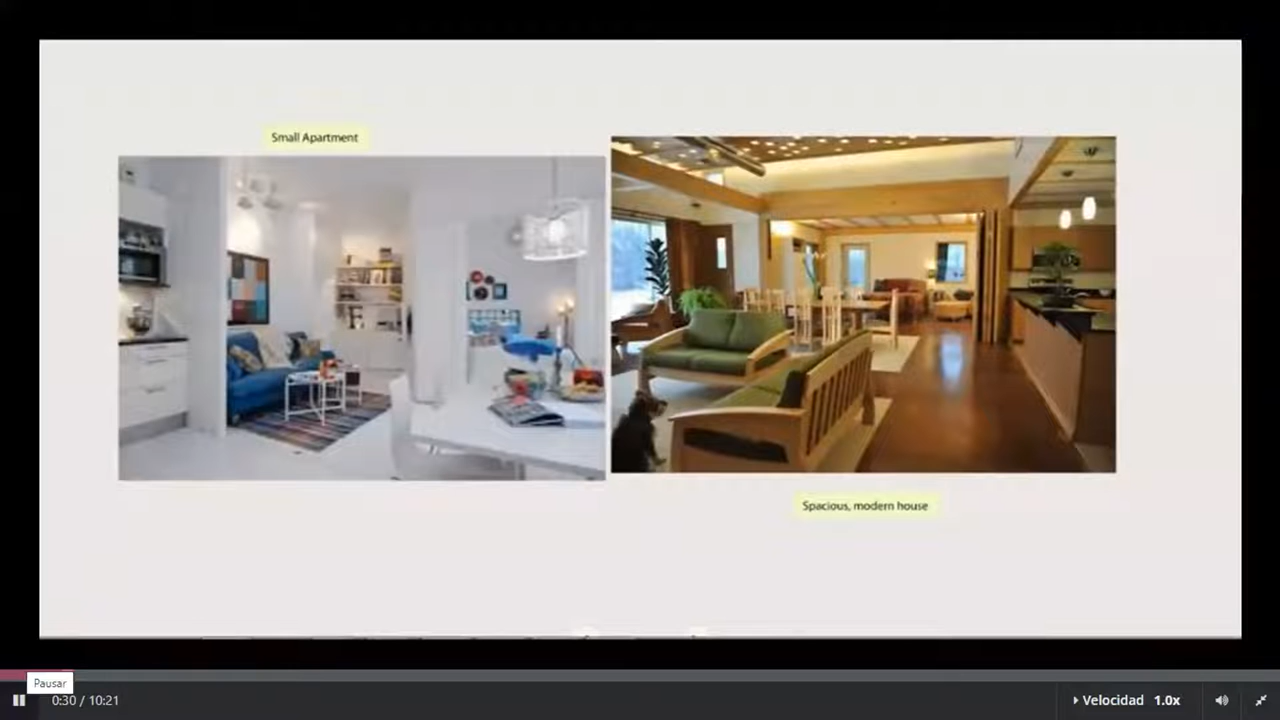 Small Apartment
Spacious, modern house
Pausar
0:30 / 10:21
Velocidad 1.0x